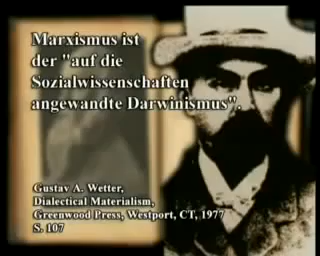 Marxismus ist
der "auf die
Sozialwissenschaften
angewandte Darwinismus".
Gustav A. Wetter,
Dialectical Materialism,
Greenwood Press, Westport, CT, 1977
S. 107